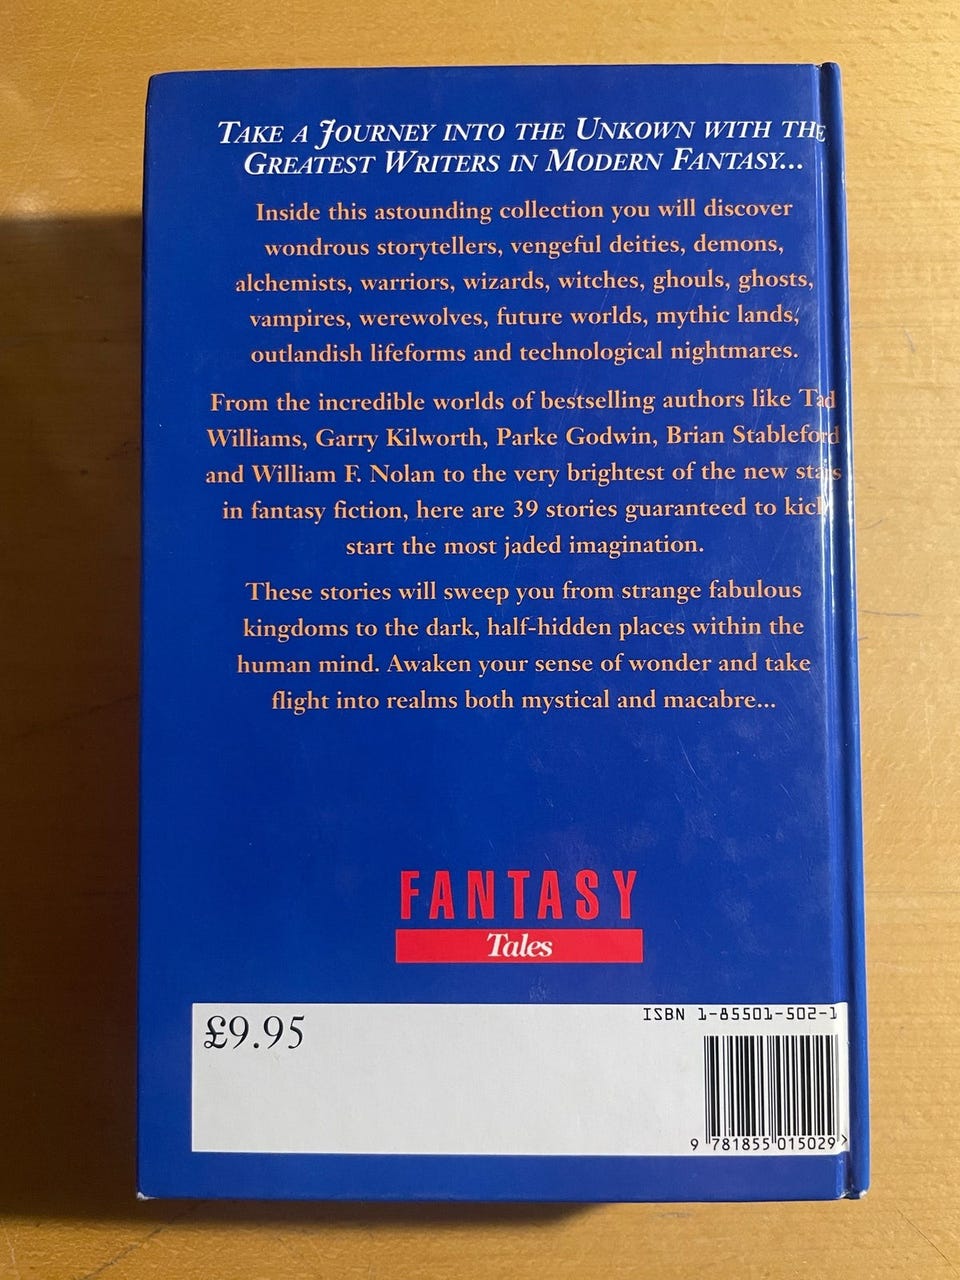 TAKE A JOURNEY INTO THE UNKOWN WITH THE
GREATEST WRITERS IN MODERN FANTASY...
Inside this astounding collection you will discover
wondrous storytellers, vengeful deities, demons,
alchemists, warriors, wizards, witches, ghouls, ghosts,
vampires, werewolves, future worlds, mythic lands,
outlandish lifeforms and technological nightmares.
From the incredible worlds of bestselling authors like Tad
Williams, Garry Kilworth, Parke Godwin, Brian Stableford
and William F. Nolan to the very brightest of the new stars
in fantasy fiction, here are 39 stories guaranteed to kick
start the most jaded imagination.
These stories will sweep you from strange fabulous
kingdoms to the dark, half-hidden places within the
human mind. Awaken your sense of wonder and take
flight into realms both mystical and macabre...
FANTASY
Tales
£9.95
ISBN 1-85501-502-1
9 781855 015029 >